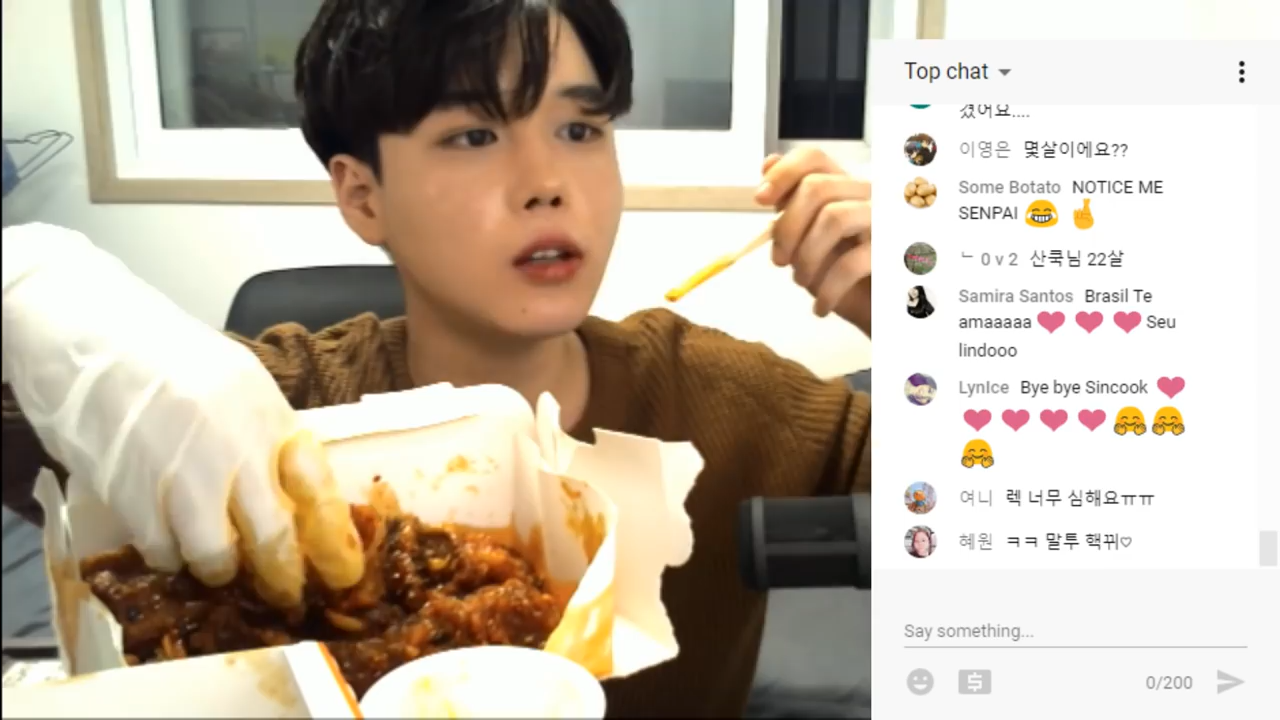 Top chat
겼어요....
이영은 몇살이에요??
Some Botato NOTICE ME
SENPAI 😂 🤞
ㄴ 0 v 2 산쿡님 22살
Samira Santos Brasil Te
amaaaaa ❤ ❤ ❤ Seu
lindooo
LynIce Bye bye Sincook ❤
❤ ❤ ❤ ❤ 🤗 🤗
🤗
여니 렉 너무 심해요ㅠㅠ
혜원 ㅋㅋ 말투 핵뀌♡
Say something...
0/200